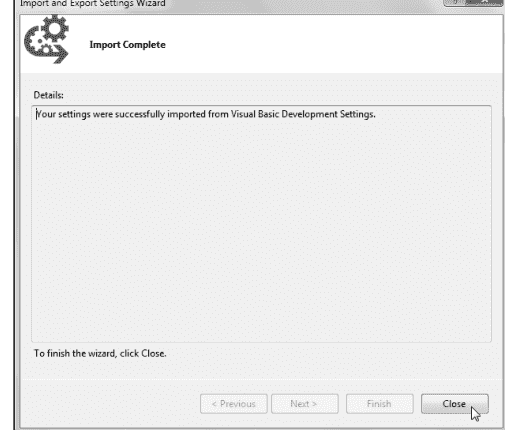 Import and Export Settings Wizard
Import Complete
Details:
Your settings were successfully imported from Visual Basic Development Settings.
To finish the wizard, click Close.
< Previous
Next >
Finish
Close